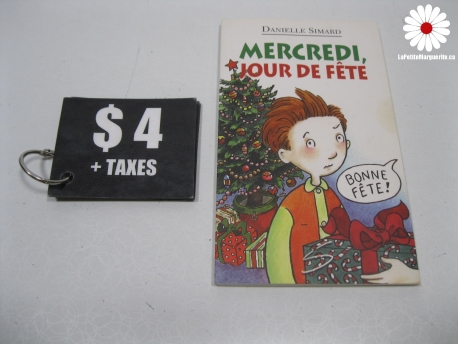 LaPetiteMarguerite.ca
DANIELLE SIMARD
MERCREDI,
JOUR DE FÊTE
$ 4
+ TAXES
BONNE
FÊTE!